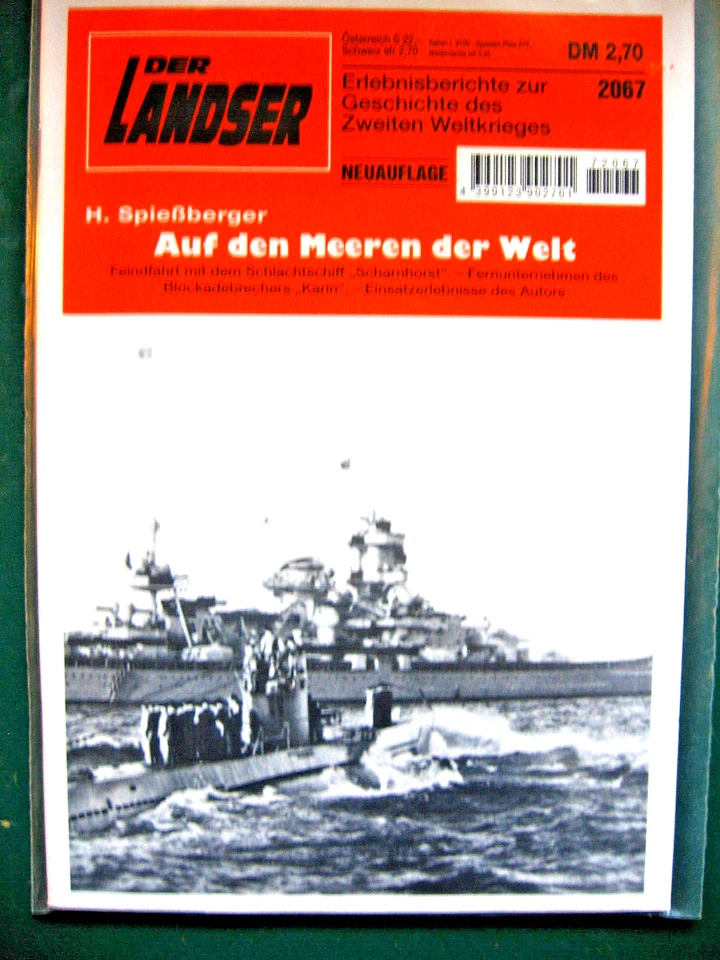 DER
LANDSER
Österreich S 22,-
Schweiz sfr 2,70
DM 2,70
Erlebnisberichte zur
Geschichte des
Zweiten Weltkrieges
2067
NEUAUFLAGE
72067
4 399123 902701
H. Spießberger
Auf den Meeren der Welt
Feindfahrt mit dem Schlachtschiff „Scharnhorst“. – Fernunternehmen des
Blockadebrechers „Karin“. – Einsatzerlebnisse des Autors